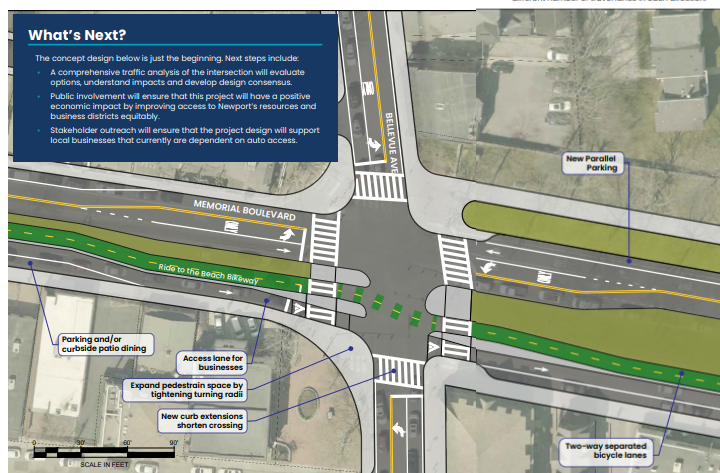 What's Next?
The concept design below is just the beginning. Next steps include:
• A comprehensive traffic analysis of the intersection will evaluate
options, understand impacts and develop design consensus.
• Public involvement will ensure that this project will have a positive
economic impact by improving access to Newport's resources and
business districts equitably.
• Stakeholder outreach will ensure that the project design will support
local businesses that currently are dependent on auto access.
BELLEVUE AVE
New Parallel
Parking
MEMORIAL BOULEVARD
Ride to the Beach Bikeway
Parking and/or
curbside patio dining
Access lane for
businesses
Expand pedestrain space by
tightening turning radii
New curb extensions
shorten crossing
Two-way separated
bicycle lanes
0 30' 60' 90'
SCALE IN FEET